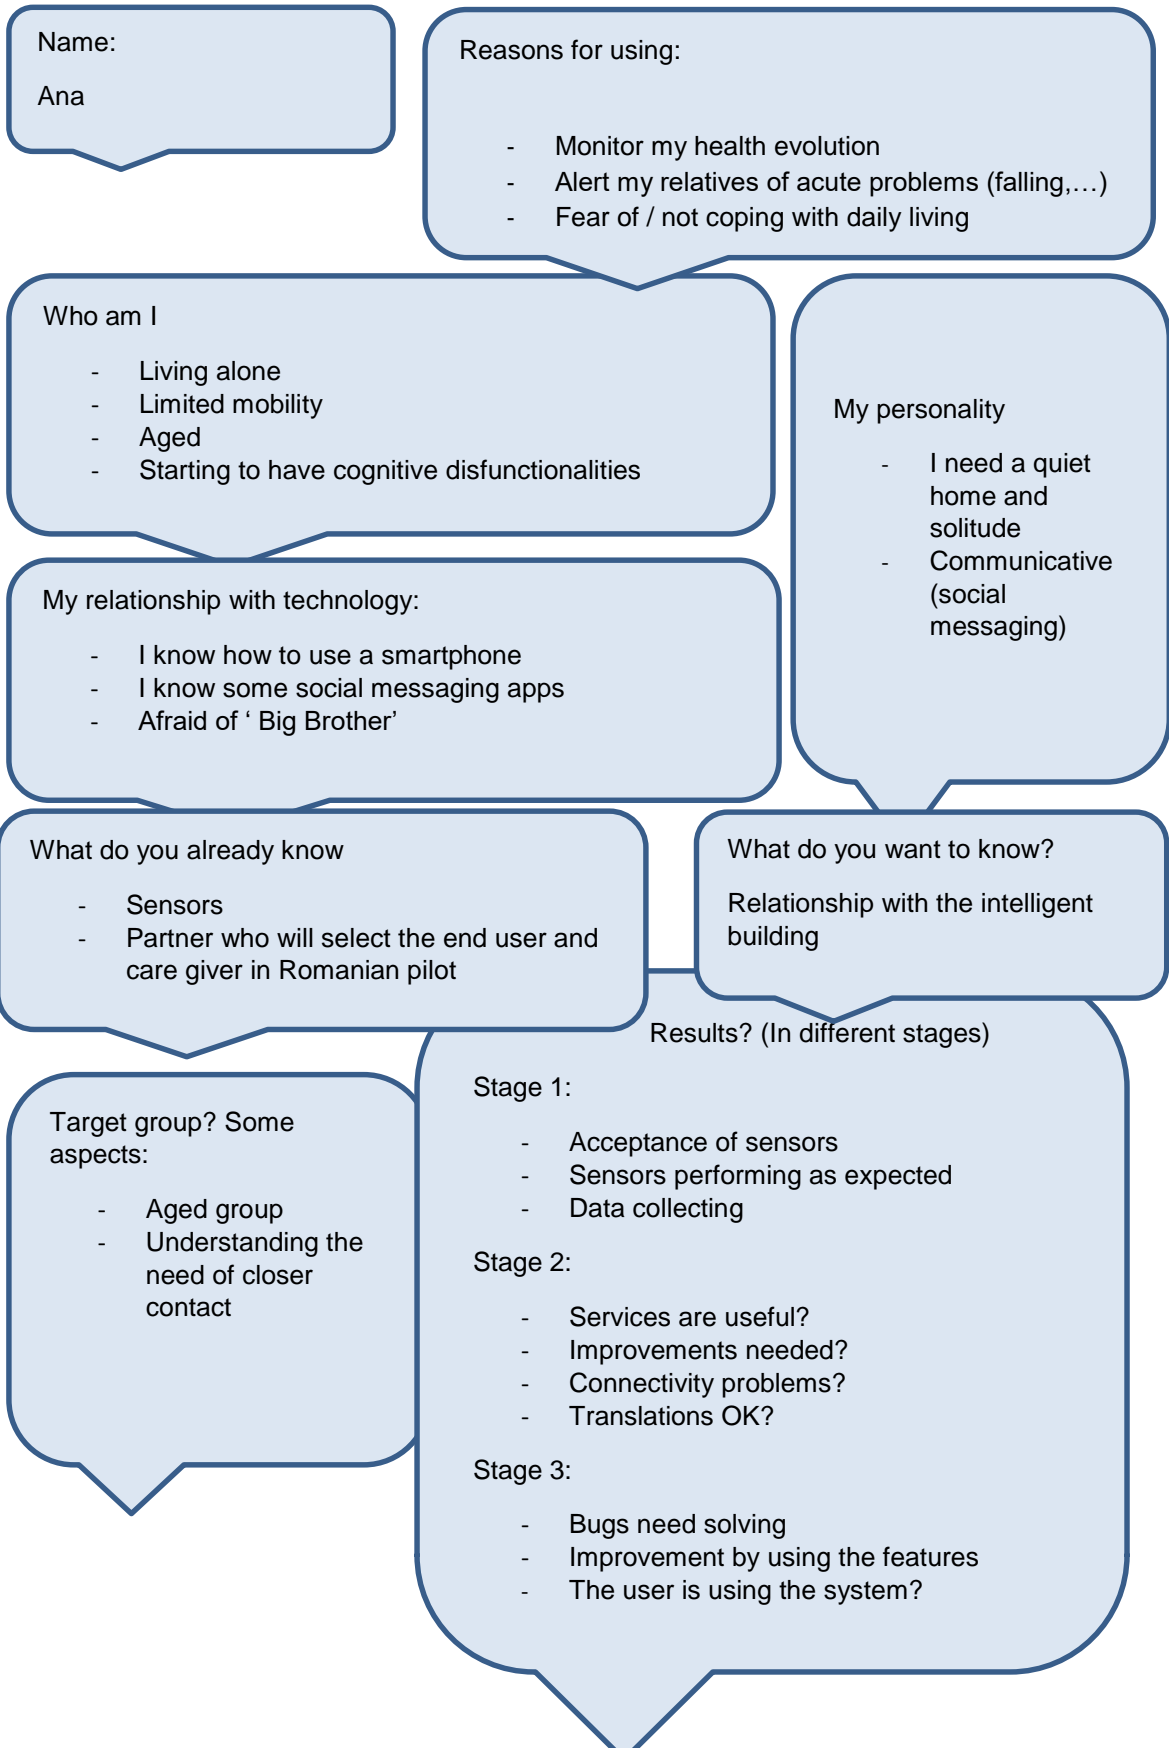 Name:
Ana
Reasons for using:
- Monitor my health evolution
- Alert my relatives of acute problems (falling,…)
- Fear of / not coping with daily living
Who am I
- Living alone
- Limited mobility
- Aged
- Starting to have cognitive disfunctionalities
My personality
- I need a quiet
home and
solitude
- Communicative
(social
messaging)
My relationship with technology:
- I know how to use a smartphone
- I know some social messaging apps
- Afraid of ‘ Big Brother’
What do you already know
- Sensors
- Partner who will select the end user and
care giver in Romanian pilot
What do you want to know?
Relationship with the intelligent
building
Target group? Some
aspects:
- Aged group
- Understanding the
need of closer
contact
Results? (In different stages)
Stage 1:
- Acceptance of sensors
- Sensors performing as expected
- Data collecting
Stage 2:
- Services are useful?
- Improvements needed?
- Connectivity problems?
- Translations OK?
Stage 3:
- Bugs need solving
- Improvement by using the features
- The user is using the system?